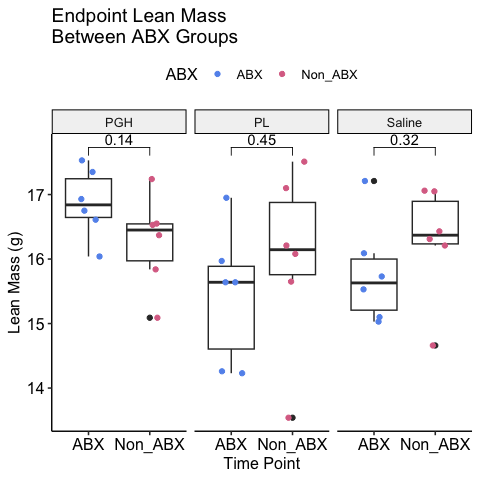 Endpoint Lean Mass
Between ABX Groups
ABX ABX Non_ABX
PGH PL Saline
0.14 0.45 0.32
17
16
15
14
Lean Mass (g)
ABX Non_ABX ABX Non_ABX ABX Non_ABX
Time Point